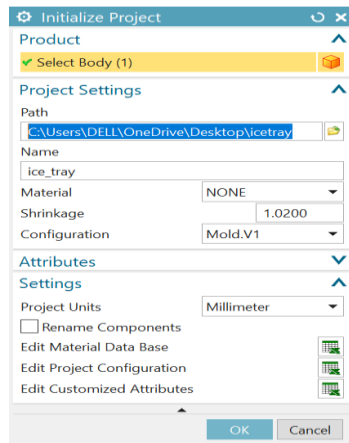 Initialize Project
Product
Select Body (1)
Project Settings
Path
C:\Users\DELL\OneDrive\Desktop\icetray
Name
ice_tray
Material NONE
Shrinkage 1.0200
Configuration Mold.V1
Attributes
Settings
Project Units Millimeter
Rename Components
Edit Material Data Base
Edit Project Configuration
Edit Customized Attributes
OK Cancel